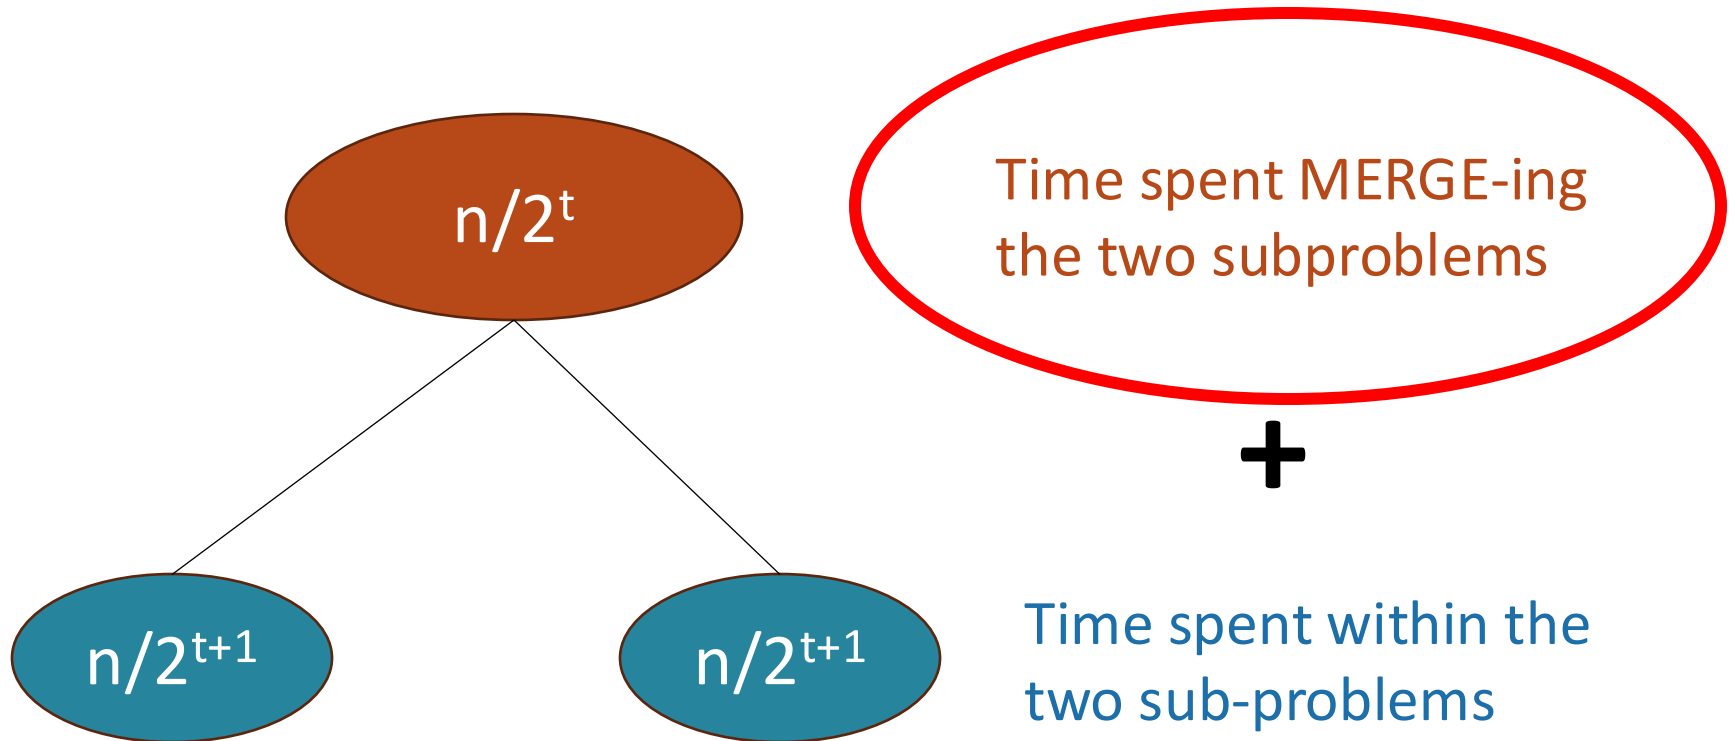 n/2ᵗ
Time spent MERGE-ing
the two subproblems
+
n/2ᵗ⁺¹
n/2ᵗ⁺¹
Time spent within the
two sub-problems